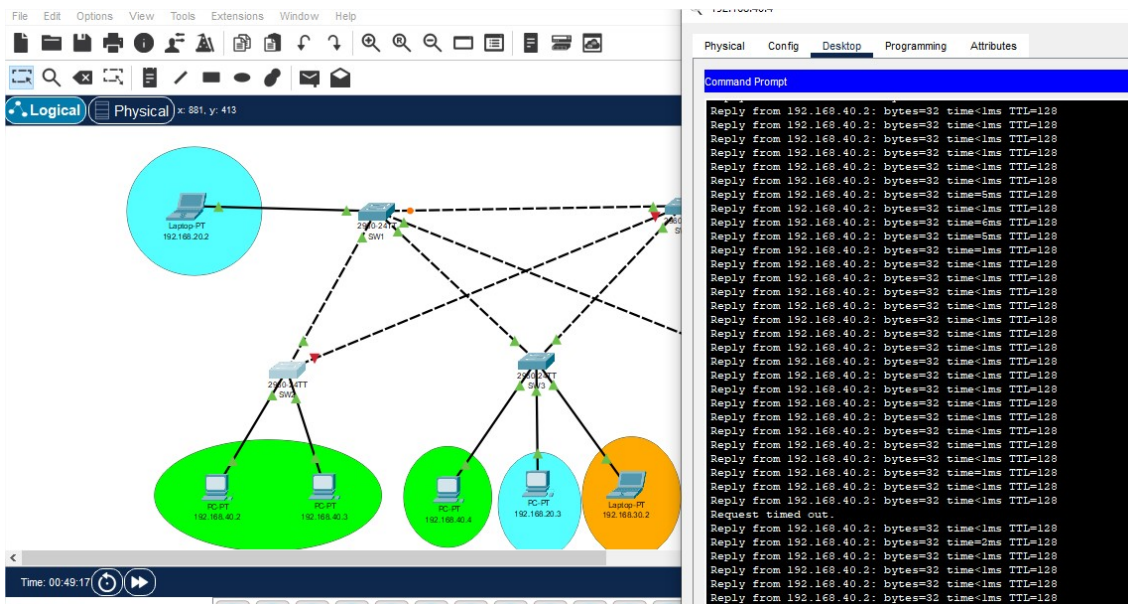 File Edit Options View Tools Extensions Window Help
Logical Physical x: 881, y: 413
Laptop-PT
192.168.20.2
2960-24TT
SW1
2960-24TT
SW2
2960-24TT
SW3
PC-PT
192.168.40.2
PC-PT
192.168.40.3
PC-PT
192.168.40.4
PC-PT
192.168.20.3
Laptop-PT
192.168.30.2
Time: 00:49:17
Physical Config Desktop Programming Attributes
Command Prompt
Reply from 192.168.40.2: bytes=32 time<1ms TTL=128
Reply from 192.168.40.2: bytes=32 time<1ms TTL=128
Reply from 192.168.40.2: bytes=32 time<1ms TTL=128
Reply from 192.168.40.2: bytes=32 time<1ms TTL=128
Reply from 192.168.40.2: bytes=32 time<1ms TTL=128
Reply from 192.168.40.2: bytes=32 time<1ms TTL=128
Reply from 192.168.40.2: bytes=32 time=5ms TTL=128
Reply from 192.168.40.2: bytes=32 time<1ms TTL=128
Reply from 192.168.40.2: bytes=32 time=6ms TTL=128
Reply from 192.168.40.2: bytes=32 time=5ms TTL=128
Reply from 192.168.40.2: bytes=32 time=1ms TTL=128
Reply from 192.168.40.2: bytes=32 time<1ms TTL=128
Reply from 192.168.40.2: bytes=32 time<1ms TTL=128
Reply from 192.168.40.2: bytes=32 time<1ms TTL=128
Reply from 192.168.40.2: bytes=32 time<1ms TTL=128
Reply from 192.168.40.2: bytes=32 time<1ms TTL=128
Reply from 192.168.40.2: bytes=32 time<1ms TTL=128
Reply from 192.168.40.2: bytes=32 time<1ms TTL=128
Reply from 192.168.40.2: bytes=32 time<1ms TTL=128
Reply from 192.168.40.2: bytes=32 time<1ms TTL=128
Reply from 192.168.40.2: bytes=32 time<1ms TTL=128
Reply from 192.168.40.2: bytes=32 time<1ms TTL=128
Reply from 192.168.40.2: bytes=32 time<1ms TTL=128
Reply from 192.168.40.2: bytes=32 time=1ms TTL=128
Reply from 192.168.40.2: bytes=32 time<1ms TTL=128
Reply from 192.168.40.2: bytes=32 time<1ms TTL=128
Reply from 192.168.40.2: bytes=32 time=1ms TTL=128
Reply from 192.168.40.2: bytes=32 time<1ms TTL=128
Reply from 192.168.40.2: bytes=32 time<1ms TTL=128
Request timed out.
Reply from 192.168.40.2: bytes=32 time<1ms TTL=128
Reply from 192.168.40.2: bytes=32 time=2ms TTL=128
Reply from 192.168.40.2: bytes=32 time<1ms TTL=128
Reply from 192.168.40.2: bytes=32 time<1ms TTL=128
Reply from 192.168.40.2: bytes=32 time<1ms TTL=128
Reply from 192.168.40.2: bytes=32 time<1ms TTL=128